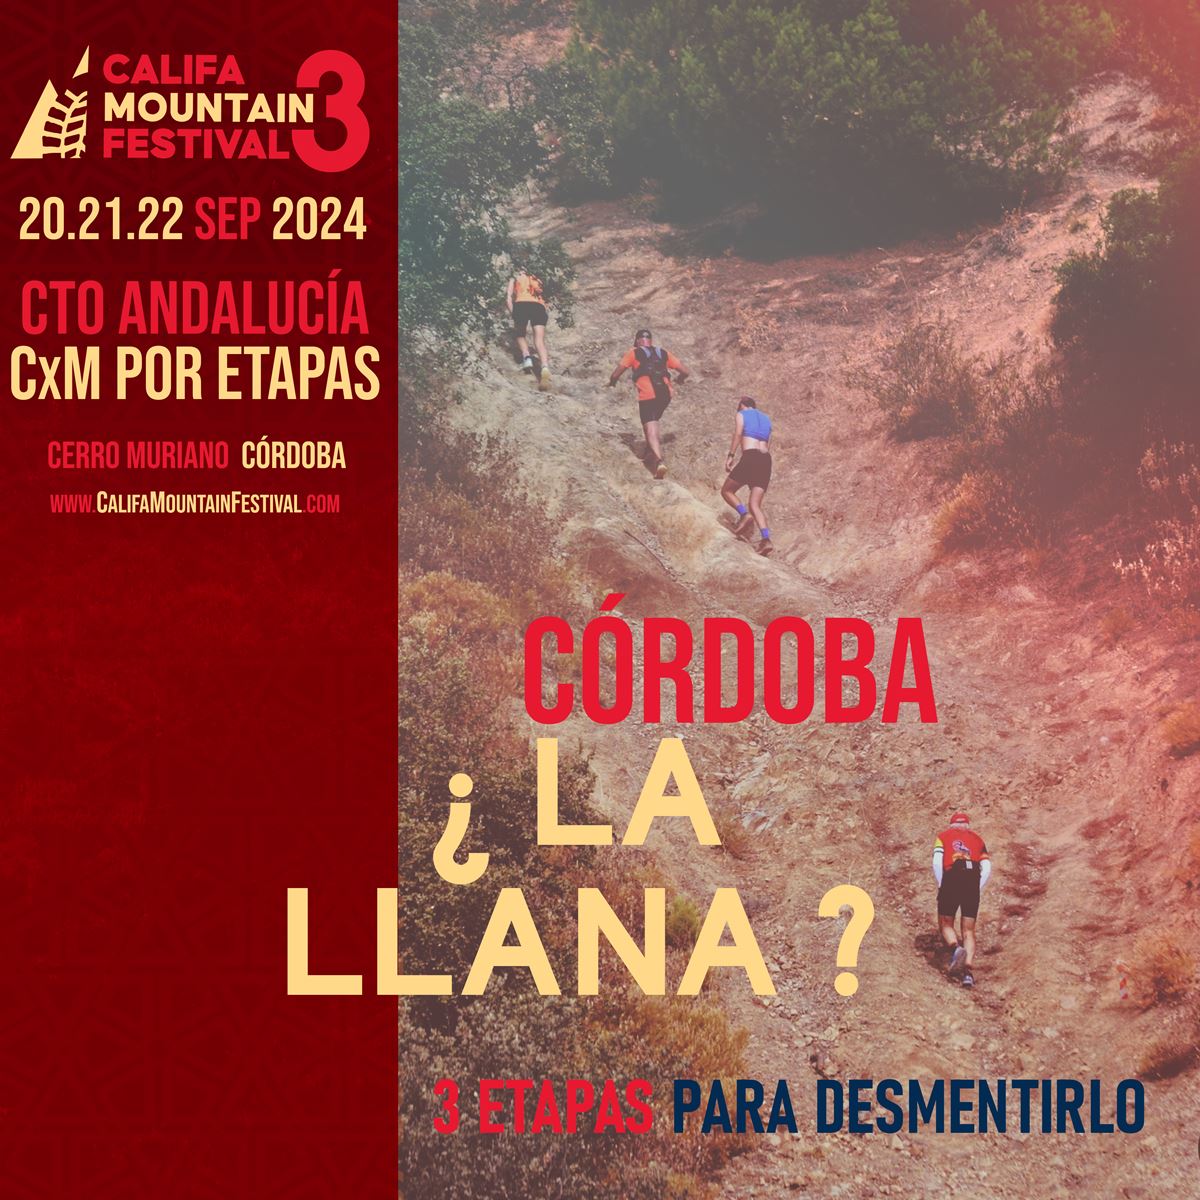 CALIFA
MOUNTAIN 3
FESTIVAL
20.21.22 SEP 2024
CTO ANDALUCÍA
CxM POR ETAPAS
CERRO MURIANO CÓRDOBA
WWW.CALIFAMOUNTAINFESTIVAL.COM
CÓRDOBA
¿ LA
LLANA ?
3 ETAPAS PARA DESMENTIRLO